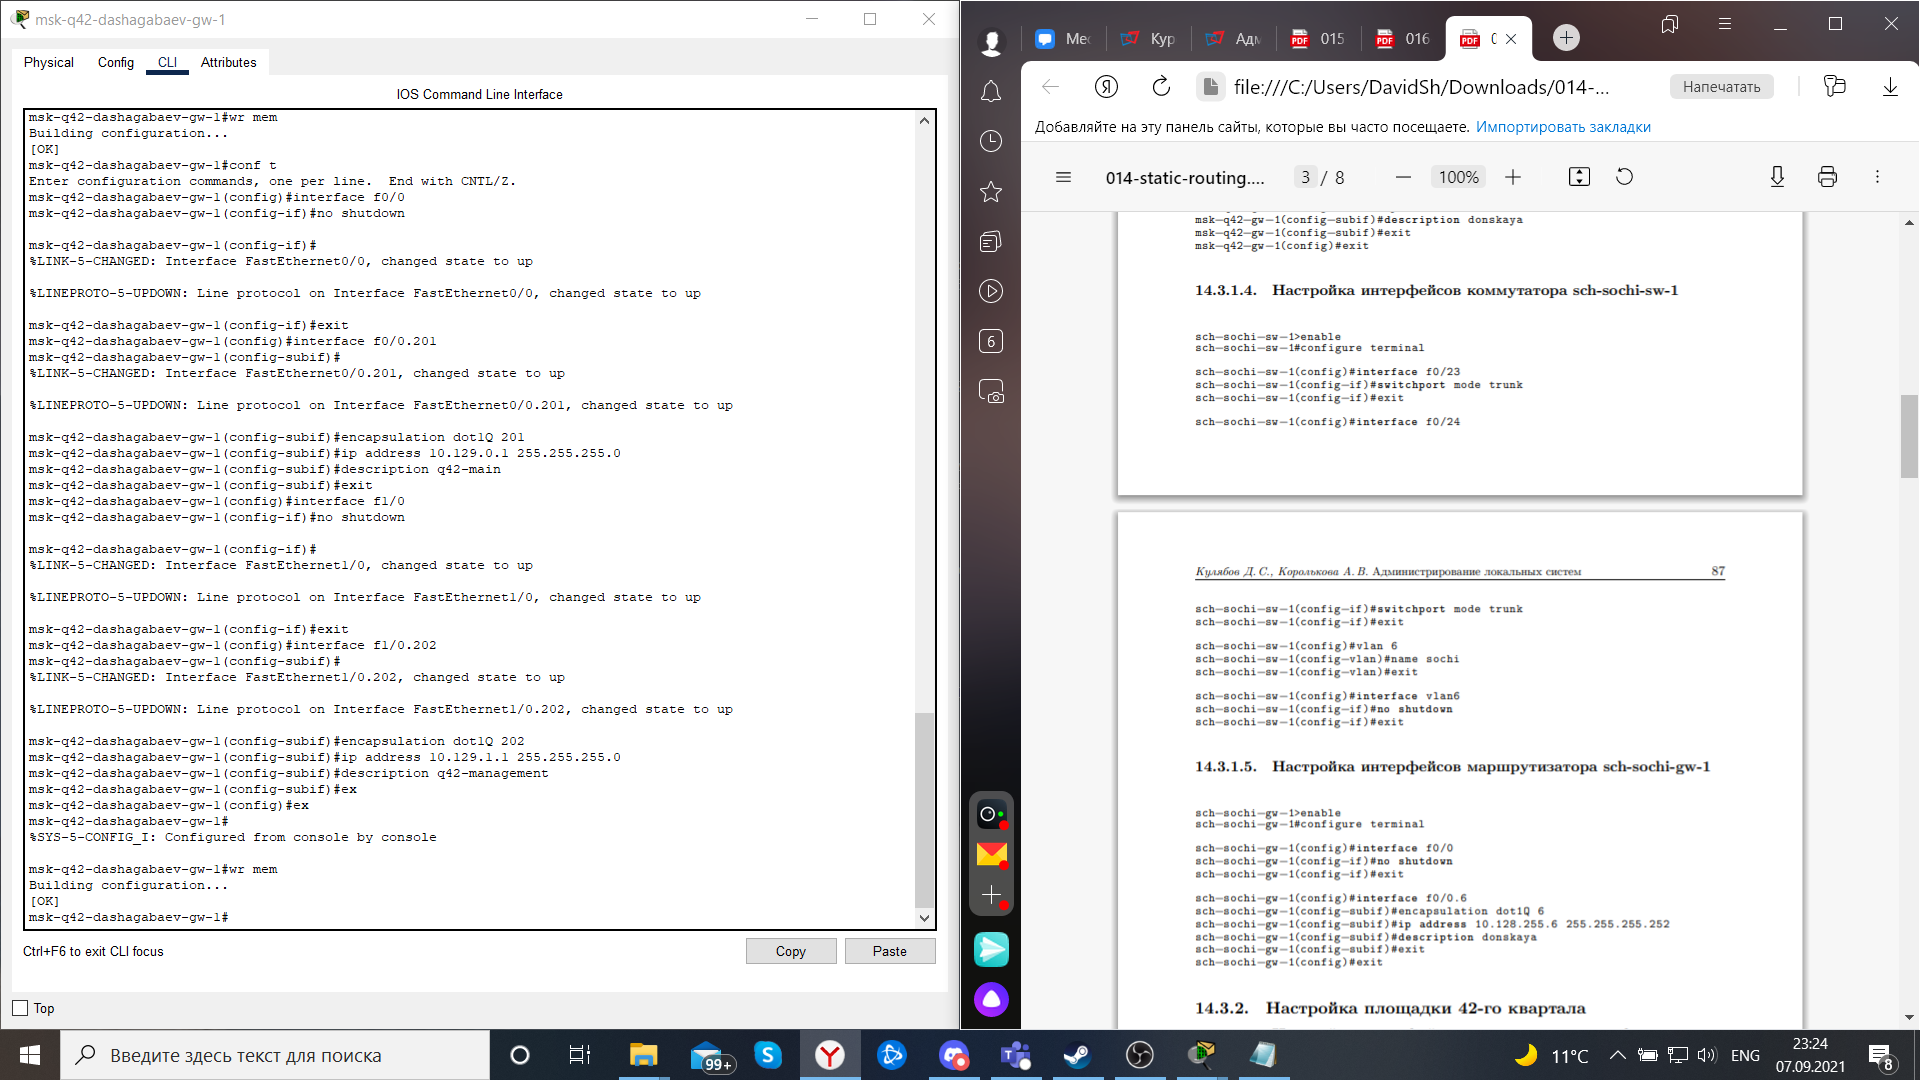 msk-q42-dashagabaev-gw-1
Physical Config CLI Attributes
IOS Command Line Interface
msk-q42-dashagabaev-gw-1#wr mem
Building configuration...
[OK]
msk-q42-dashagabaev-gw-1#conf t
Enter configuration commands, one per line.  End with CNTL/Z.
msk-q42-dashagabaev-gw-1(config)#interface f0/0
msk-q42-dashagabaev-gw-1(config-if)#no shutdown
msk-q42-dashagabaev-gw-1(config-if)#
%LINK-5-CHANGED: Interface FastEthernet0/0, changed state to up
%LINEPROTO-5-UPDOWN: Line protocol on Interface FastEthernet0/0, changed state to up
msk-q42-dashagabaev-gw-1(config-if)#exit
msk-q42-dashagabaev-gw-1(config)#interface f0/0.201
msk-q42-dashagabaev-gw-1(config-subif)#
%LINK-5-CHANGED: Interface FastEthernet0/0.201, changed state to up
%LINEPROTO-5-UPDOWN: Line protocol on Interface FastEthernet0/0.201, changed state to up
msk-q42-dashagabaev-gw-1(config-subif)#encapsulation dot1Q 201
msk-q42-dashagabaev-gw-1(config-subif)#ip address 10.129.0.1 255.255.255.0
msk-q42-dashagabaev-gw-1(config-subif)#description q42-main
msk-q42-dashagabaev-gw-1(config-subif)#exit
msk-q42-dashagabaev-gw-1(config)#interface f1/0
msk-q42-dashagabaev-gw-1(config-if)#no shutdown
msk-q42-dashagabaev-gw-1(config-if)#
%LINK-5-CHANGED: Interface FastEthernet1/0, changed state to up
%LINEPROTO-5-UPDOWN: Line protocol on Interface FastEthernet1/0, changed state to up
msk-q42-dashagabaev-gw-1(config-if)#exit
msk-q42-dashagabaev-gw-1(config)#interface f1/0.202
msk-q42-dashagabaev-gw-1(config-subif)#
%LINK-5-CHANGED: Interface FastEthernet1/0.202, changed state to up
%LINEPROTO-5-UPDOWN: Line protocol on Interface FastEthernet1/0.202, changed state to up
msk-q42-dashagabaev-gw-1(config-subif)#encapsulation dot1Q 202
msk-q42-dashagabaev-gw-1(config-subif)#ip address 10.129.1.1 255.255.255.0
msk-q42-dashagabaev-gw-1(config-subif)#description q42-management
msk-q42-dashagabaev-gw-1(config-subif)#ex
msk-q42-dashagabaev-gw-1(config)#ex
msk-q42-dashagabaev-gw-1#
%SYS-5-CONFIG_I: Configured from console by console
msk-q42-dashagabaev-gw-1#wr mem
Building configuration...
[OK]
msk-q42-dashagabaev-gw-1#
Ctrl+F6 to exit CLI focus
Copy Paste
Top
Мес Кур Адм 015 016
file:///C:/Users/DavidSh/Downloads/014-...
Напечатать
Добавляйте на эту панель сайты, которые вы часто посещаете. Импортировать закладки
014-static-routing.... 3 / 8 100%
6
msk-q42-gw-1(config-subif)#description donskaya
msk-q42-gw-1(config-subif)#exit
msk-q42-gw-1(config)#exit
14.3.1.4. Настройка интерфейсов коммутатора sch-sochi-sw-1
sch-sochi-sw-1>enable
sch-sochi-sw-1#configure terminal
sch-sochi-sw-1(config)#interface f0/23
sch-sochi-sw-1(config-if)#switchport mode trunk
sch-sochi-sw-1(config-if)#exit
sch-sochi-sw-1(config)#interface f0/24
Кулябов Д. С., Королькова А. В. Администрирование локальных систем 87
sch-sochi-sw-1(config-if)#switchport mode trunk
sch-sochi-sw-1(config-if)#exit
sch-sochi-sw-1(config)#vlan 6
sch-sochi-sw-1(config-vlan)#name sochi
sch-sochi-sw-1(config-vlan)#exit
sch-sochi-sw-1(config)#interface vlan6
sch-sochi-sw-1(config-if)#no shutdown
sch-sochi-sw-1(config-if)#exit
14.3.1.5. Настройка интерфейсов маршрутизатора sch-sochi-gw-1
sch-sochi-gw-1>enable
sch-sochi-gw-1#configure terminal
sch-sochi-gw-1(config)#interface f0/0
sch-sochi-gw-1(config-if)#no shutdown
sch-sochi-gw-1(config-if)#exit
sch-sochi-gw-1(config)#interface f0/0.6
sch-sochi-gw-1(config-subif)#encapsulation dot1Q 6
sch-sochi-gw-1(config-subif)#ip address 10.128.255.6 255.255.255.252
sch-sochi-gw-1(config-subif)#description donskaya
sch-sochi-gw-1(config-subif)#exit
sch-sochi-gw-1(config)#exit
14.3.2. Настройка площадки 42-го квартала
Введите здесь текст для поиска
99+
11°C
ENG
23:24
07.09.2021
8